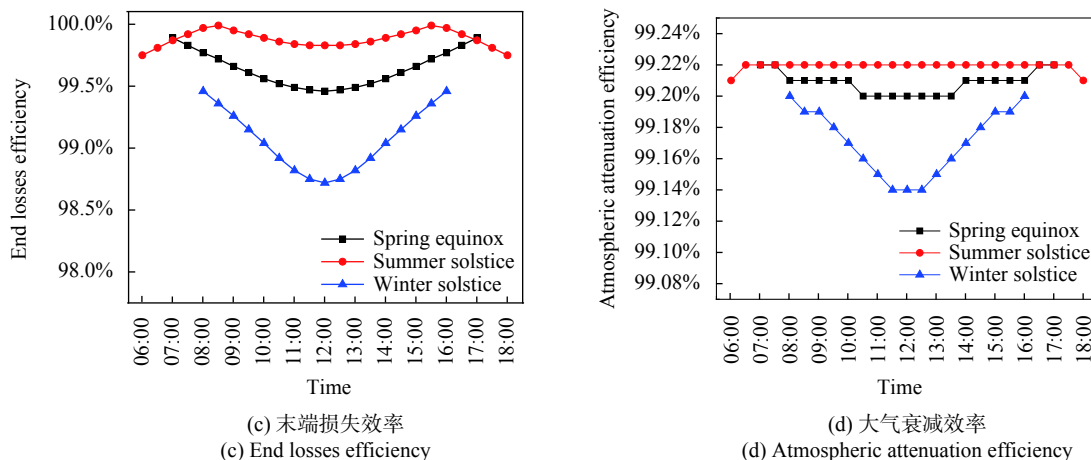 100.0%
99.5%
99.0%
98.5%
98.0%
End losses efficiency
Spring equinox
Summer solstice
Winter solstice
06:00
07:00
08:00
09:00
10:00
11:00
12:00
13:00
14:00
15:00
16:00
17:00
18:00
Time
(c) 末端损失效率
(c) End losses efficiency
99.24%
99.22%
99.20%
99.18%
99.16%
99.14%
99.12%
99.10%
99.08%
Atmospheric attenuation efficiency
Spring equinox
Summer solstice
Winter solstice
06:00
07:00
08:00
09:00
10:00
11:00
12:00
13:00
14:00
15:00
16:00
17:00
18:00
Time
(d) 大气衰减效率
(d) Atmospheric attenuation efficiency